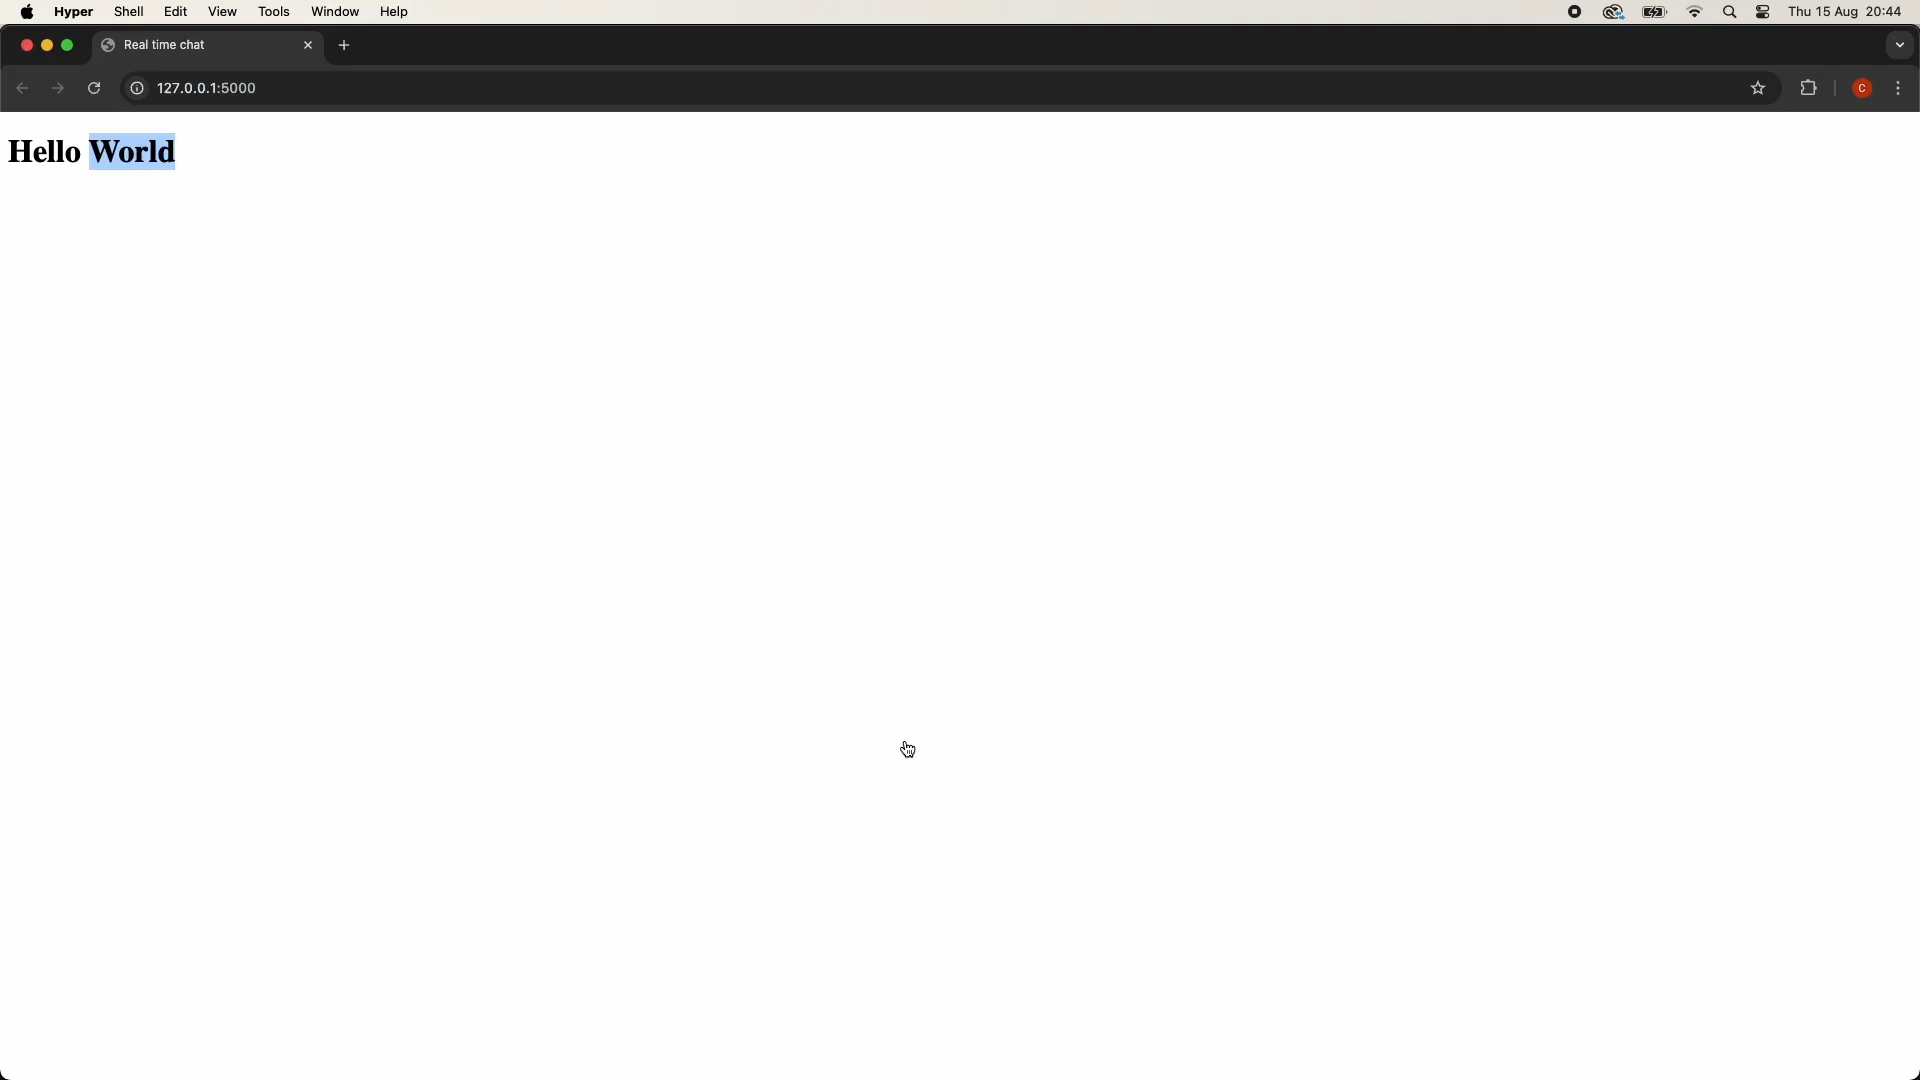 Hyper Shell Edit View Tools Window Help Thu 15 Aug 20:44
Real time chat
127.0.0.1:5000 C
Hello World